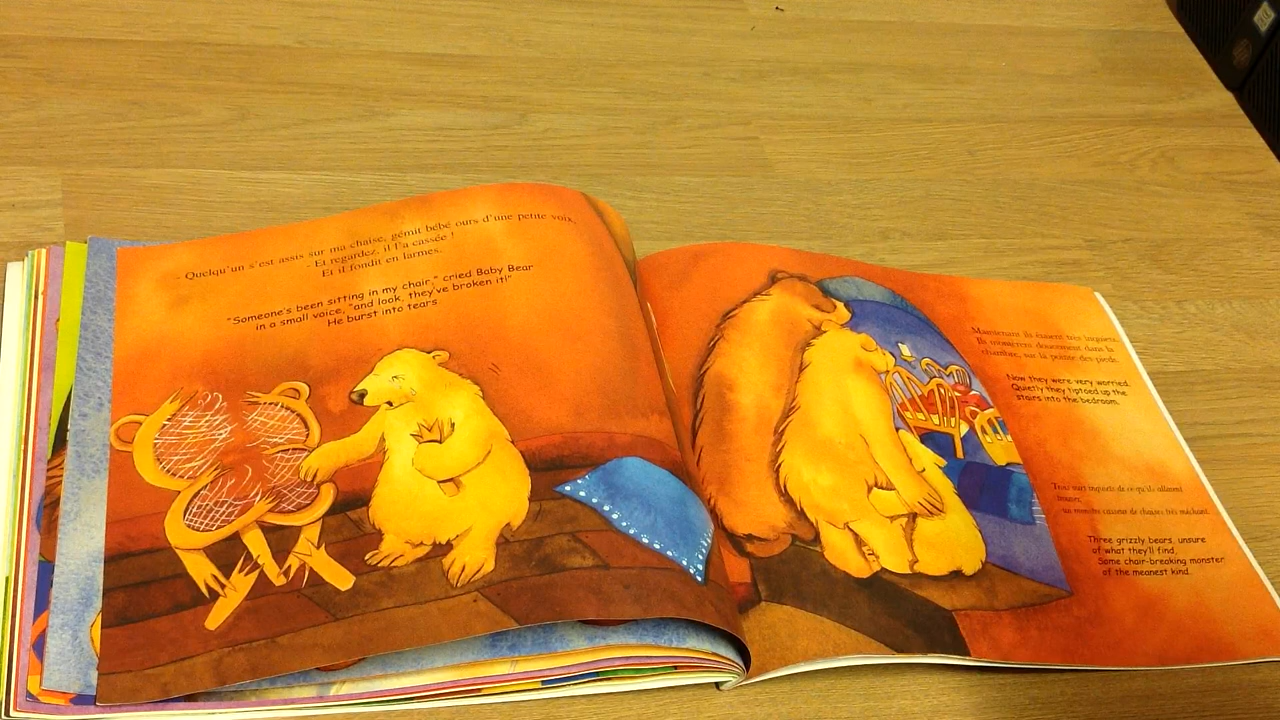 - Quelqu'un s'est assis sur ma chaise, gémit bébé ours d'une petite voix,
- Et regardez, il l'a cassée !
Et il fondit en larmes.
"Someone's been sitting in my chair," cried Baby Bear
in a small voice, "and look, they've broken it!"
He burst into tears.
Maintenant ils étaient très inquiets.
Ils montèrent doucement dans la
chambre, sur la pointe des pieds.
Now they were very worried.
Quietly they tiptoed up the
stairs into the bedroom.
Trois ours inquiets de ce qu'ils allaient
trouver,
un monstre casseur de chaises très méchant.
Three grizzly bears, unsure
of what they'll find,
Some chair-breaking monster
of the meanest kind.